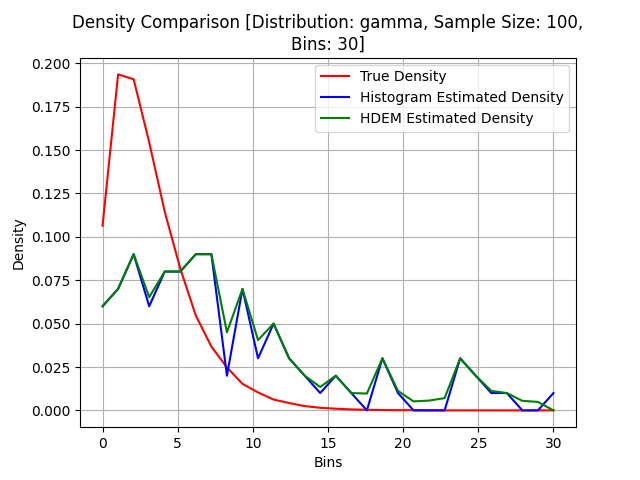 Density Comparison [Distribution: gamma, Sample Size: 100,
Bins: 30]
True Density
Histogram Estimated Density
HDEM Estimated Density
Density
0.200
0.175
0.150
0.125
0.100
0.075
0.050
0.025
0.000
0 5 10 15 20 25 30
Bins